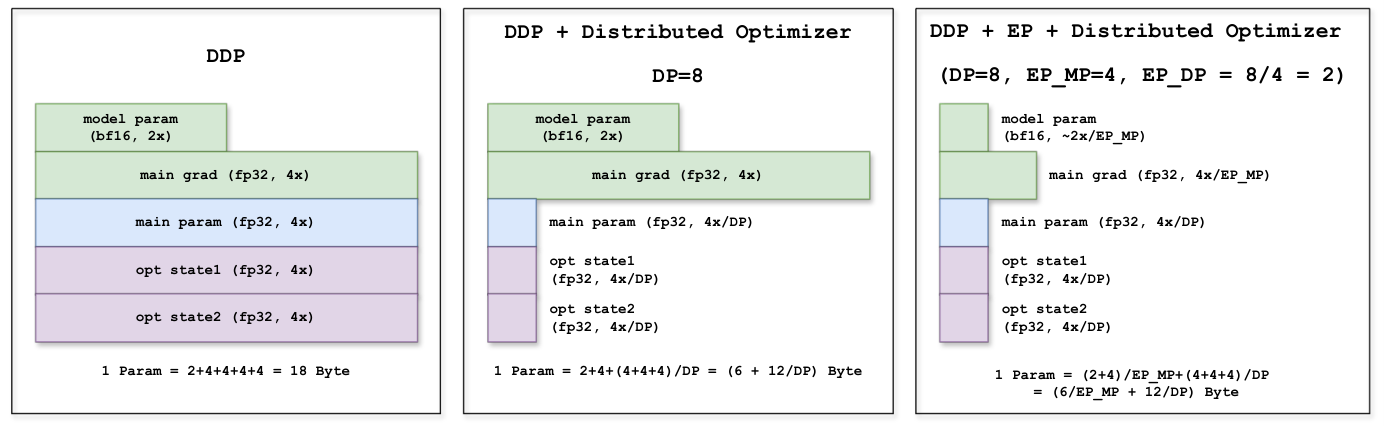 DDP
model param
(bf16, 2x)
main grad (fp32, 4x)
main param (fp32, 4x)
opt state1 (fp32, 4x)
opt state2 (fp32, 4x)
1 Param = 2+4+4+4+4 = 18 Byte
DDP + Distributed Optimizer
DP=8
model param
(bf16, 2x)
main grad (fp32, 4x)
main param (fp32, 4x/DP)
opt state1
(fp32, 4x/DP)
opt state2
(fp32, 4x/DP)
1 Param = 2+4+(4+4+4)/DP = (6 + 12/DP) Byte
DDP + EP + Distributed Optimizer
(DP=8, EP_MP=4, EP_DP = 8/4 = 2)
model param
(bf16, ~2x/EP_MP)
main grad (fp32, 4x/EP_MP)
main param (fp32, 4x/DP)
opt state1
(fp32, 4x/DP)
opt state2
(fp32, 4x/DP)
1 Param = (2+4)/EP_MP+(4+4+4)/DP
= (6/EP_MP + 12/DP) Byte